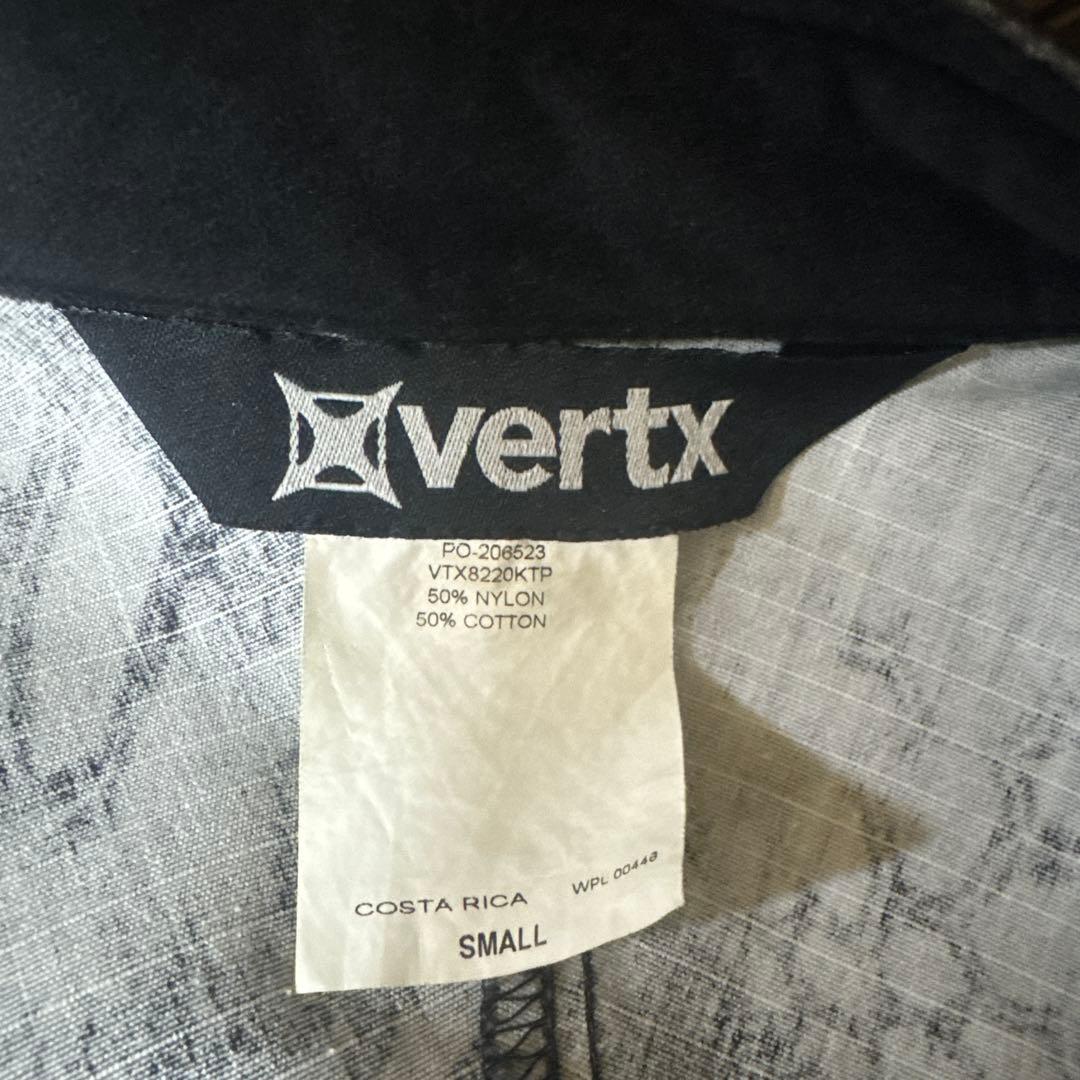 vertx
PO-206523
VTX8220KTP
50% NYLON
50% COTTON
COSTA RICA
WPL 00448
SMALL